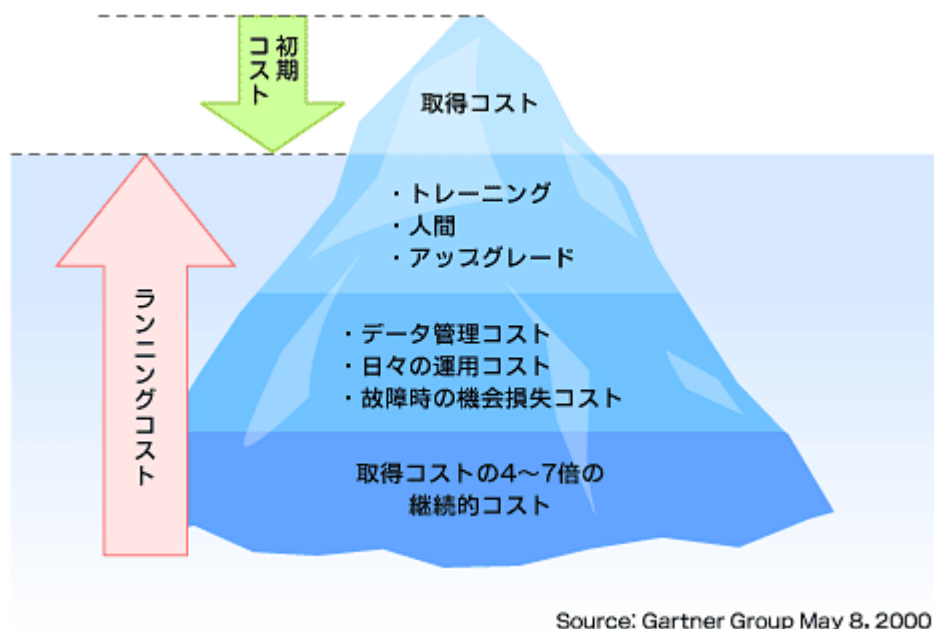 初期
コスト
取得コスト
・トレーニング
・人間
・アップグレード
ランニングコスト
・データ管理コスト
・日々の運用コスト
・故障時の機会損失コスト
取得コストの4～7倍の
継続的コスト
Source: Gartner Group May 8, 2000